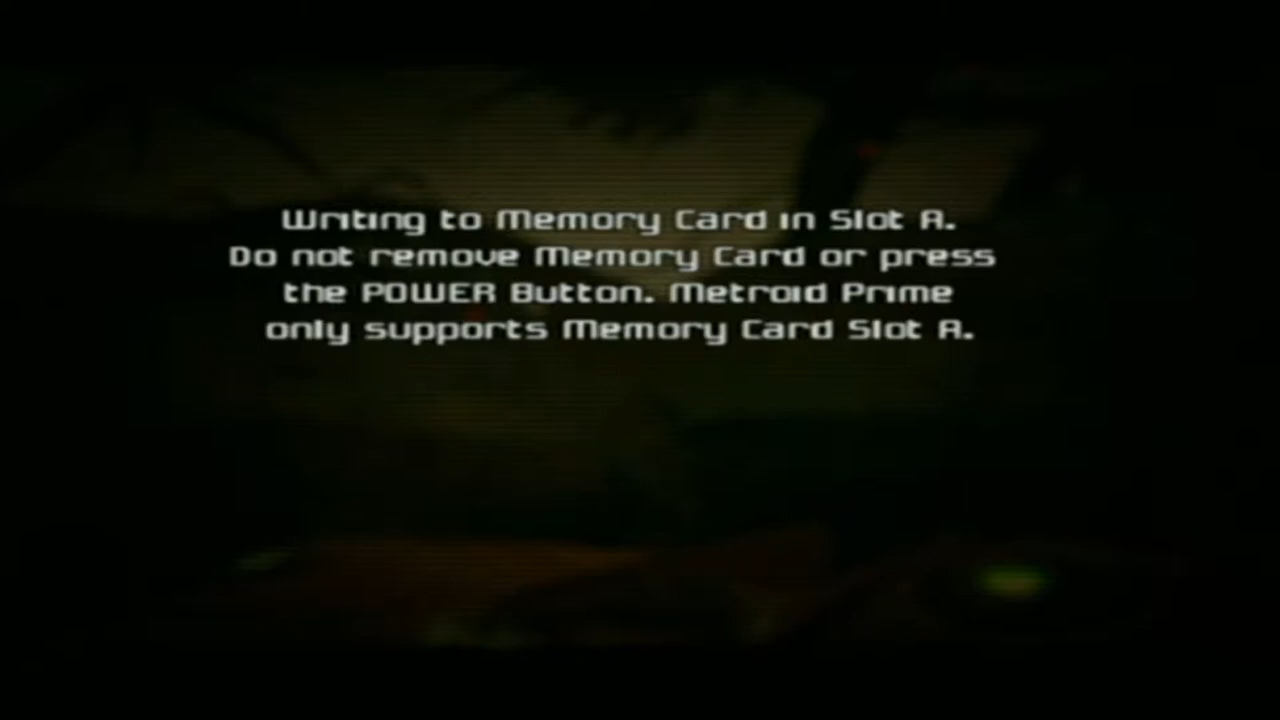 Writing to Memory Card in Slot A.
Do not remove Memory Card or press
the POWER Button. Metroid Prime
only supports Memory Card Slot A.